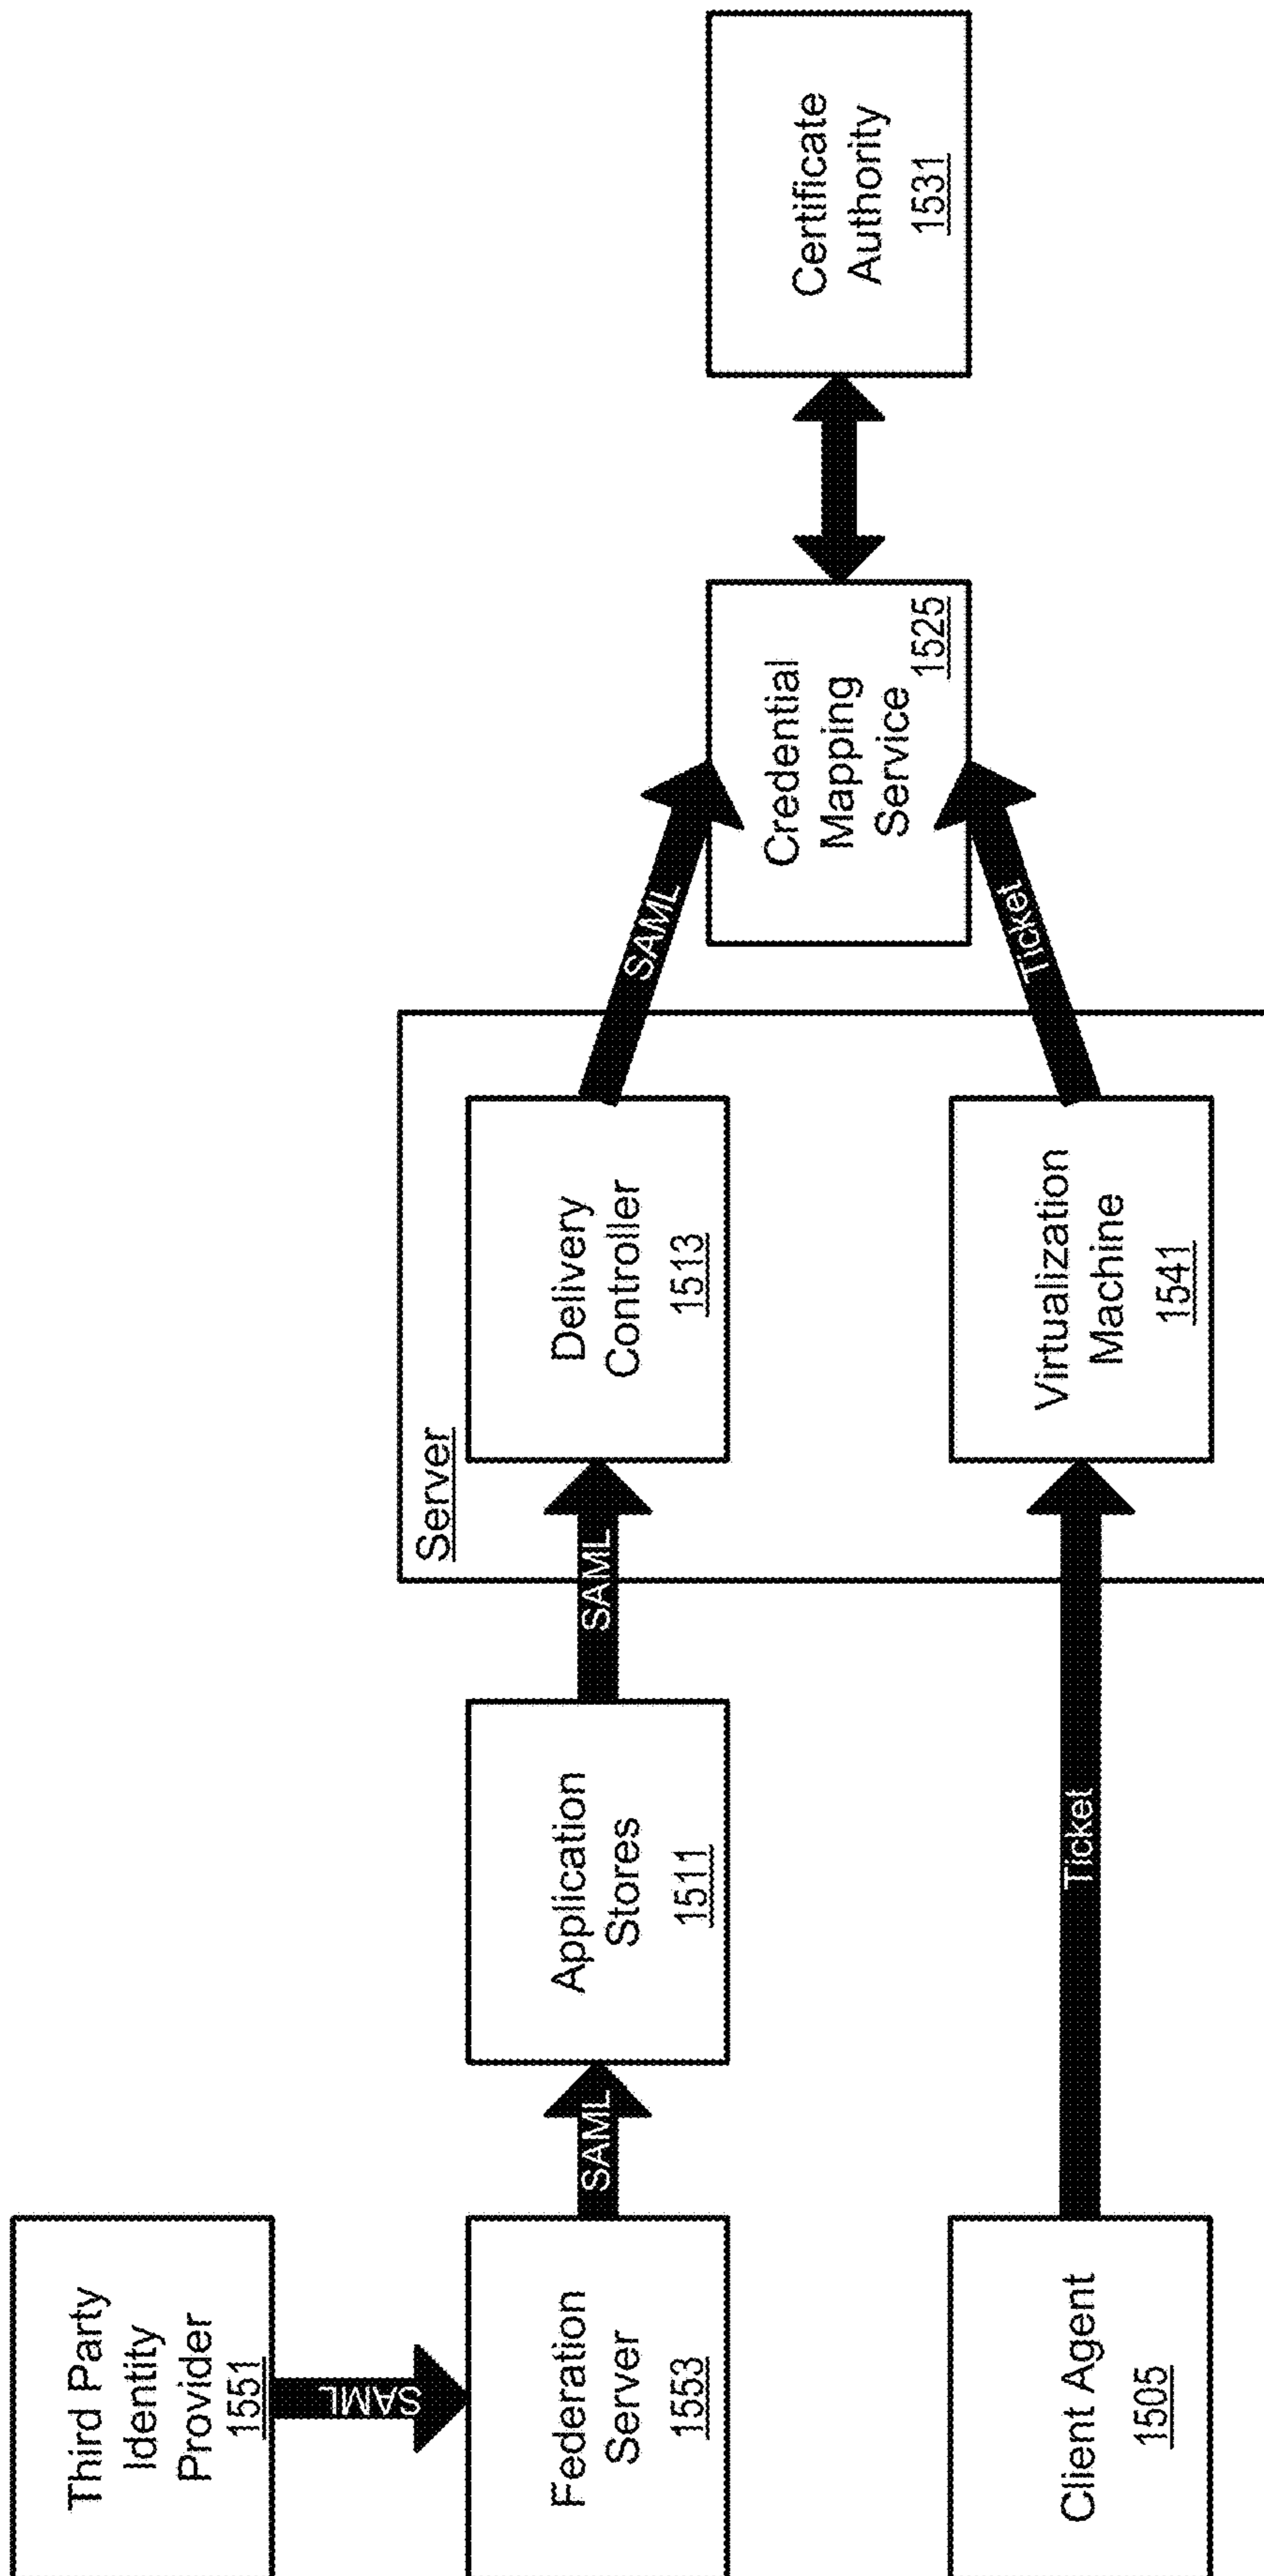 Third Party
Identity
Provider
1551
SAML
Federation
Server
1553
SAML
Application
Stores
1511
SAML
Server
Delivery
Controller
1513
SAML
Credential
Mapping
Service
1525
Certificate
Authority
1531
Client Agent
1505
Ticket
Virtualization
Machine
1541
Ticket